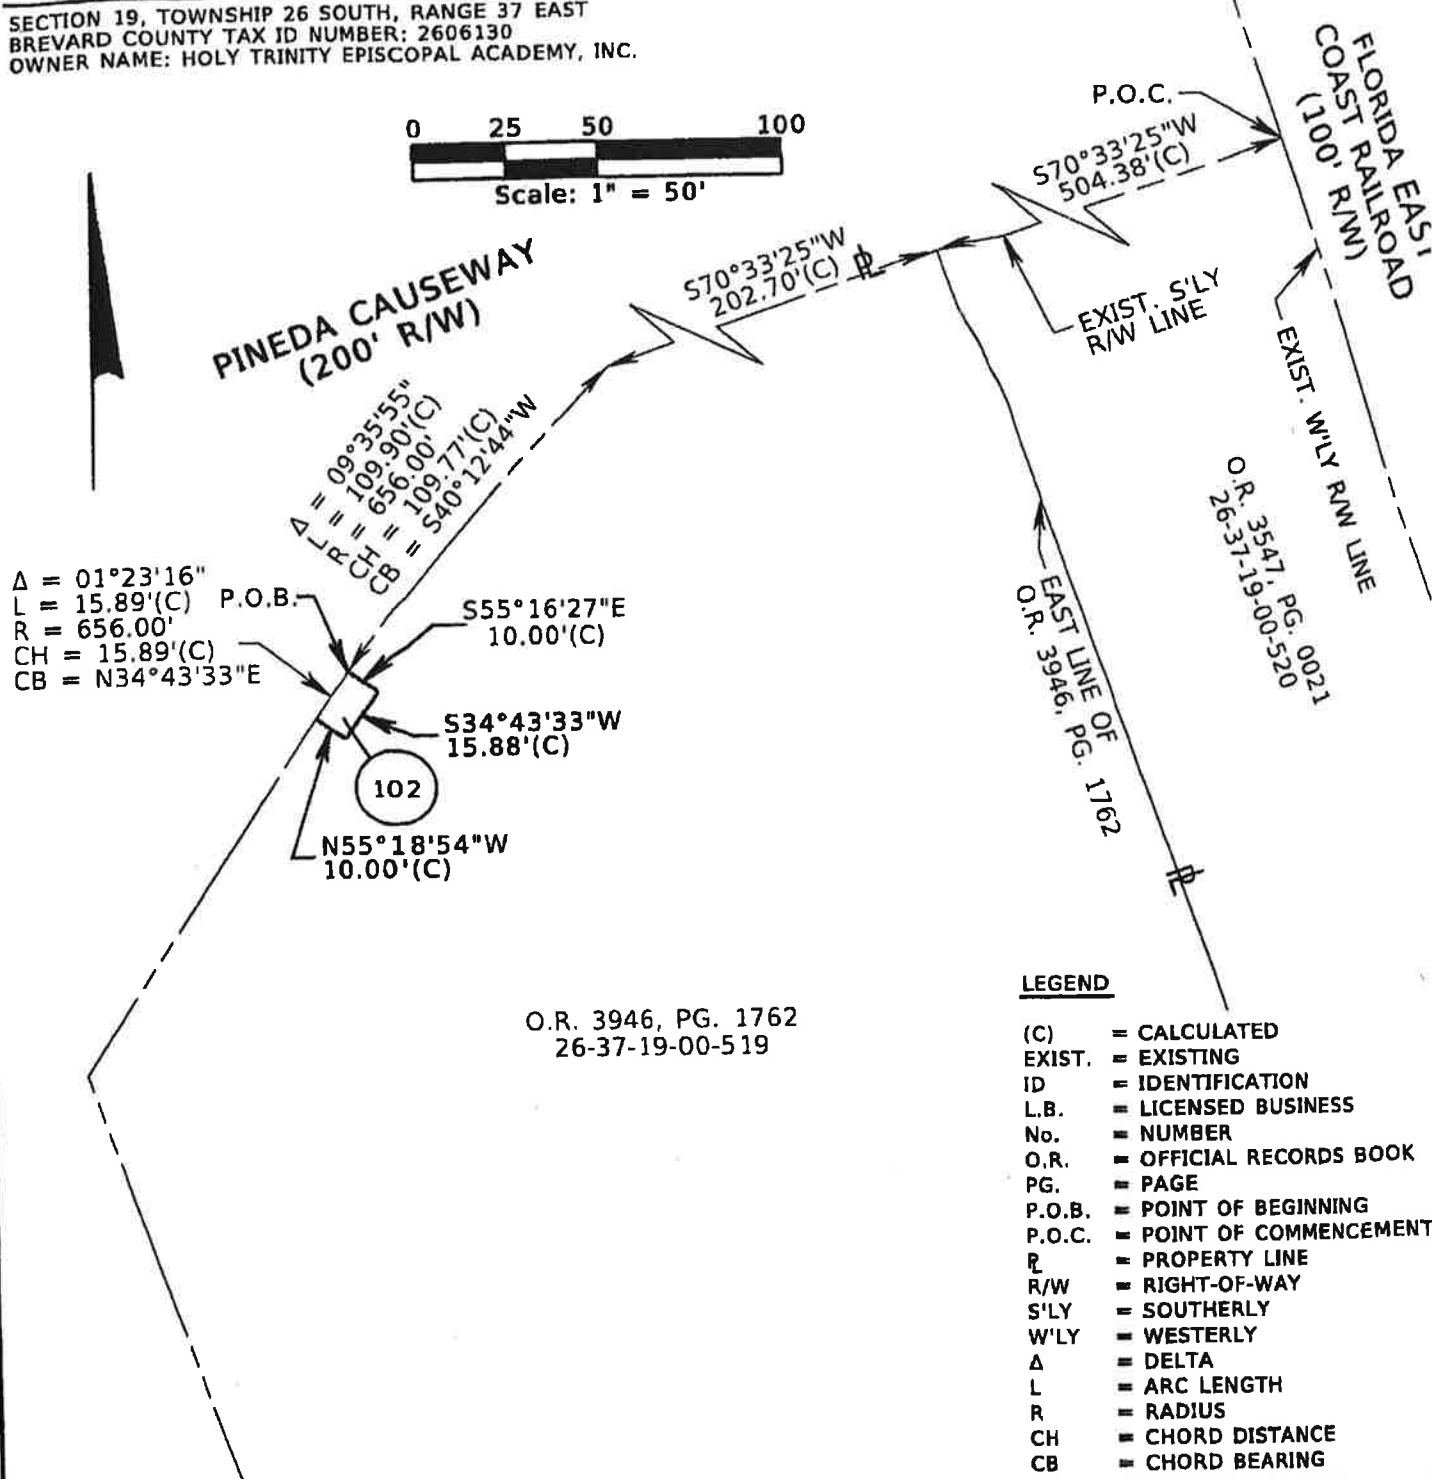 SECTION 19, TOWNSHIP 26 SOUTH, RANGE 37 EAST
BREVARD COUNTY TAX ID NUMBER: 2606130
OWNER NAME: HOLY TRINITY EPISCOPAL ACADEMY, INC.
0 25 50 100
Scale: 1" = 50'
P.O.C.
FLORIDA EAST
COAST RAILROAD
(100' R/W)
S70°33'25"W
504.38'(C)
S70°33'25"W
202.70'(C)
PINEDA CAUSEWAY
(200' R/W)
EXIST. S'LY
R/W LINE
EXIST. W'LY R/W LINE
Δ = 09°35'55"
L = 109.90'(C)
R = 656.00'
CH = 109.77'(C)
CB = S40°12'44"W
O.R. 3547, PG. 0021
26-37-19-00-520
Δ = 01°23'16"
L = 15.89'(C)
R = 656.00'
CH = 15.89'(C)
CB = N34°43'33"E
P.O.B.
S55°16'27"E
10.00'(C)
EAST LINE OF
O.R. 3946, PG. 1762
S34°43'33"W
15.88'(C)
102
N55°18'54"W
10.00'(C)
O.R. 3946, PG. 1762
26-37-19-00-519
LEGEND
(C) = CALCULATED
EXIST. = EXISTING
ID = IDENTIFICATION
L.B. = LICENSED BUSINESS
No. = NUMBER
O.R. = OFFICIAL RECORDS BOOK
PG. = PAGE
P.O.B. = POINT OF BEGINNING
P.O.C. = POINT OF COMMENCEMENT
℄ = PROPERTY LINE
R/W = RIGHT-OF-WAY
S'LY = SOUTHERLY
W'LY = WESTERLY
Δ = DELTA
L = ARC LENGTH
R = RADIUS
CH = CHORD DISTANCE
CB = CHORD BEARING